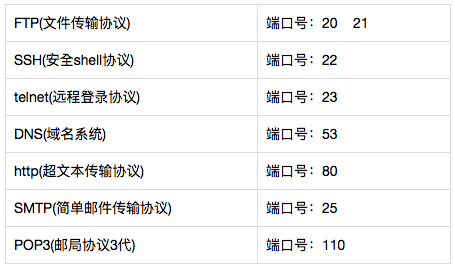 FTP(文件传输协议) 端口号：20 21
SSH(安全shell协议) 端口号：22
telnet(远程登录协议) 端口号：23
DNS(域名系统) 端口号：53
http(超文本传输协议) 端口号：80
SMTP(简单邮件传输协议) 端口号：25
POP3(邮局协议3代) 端口号：110